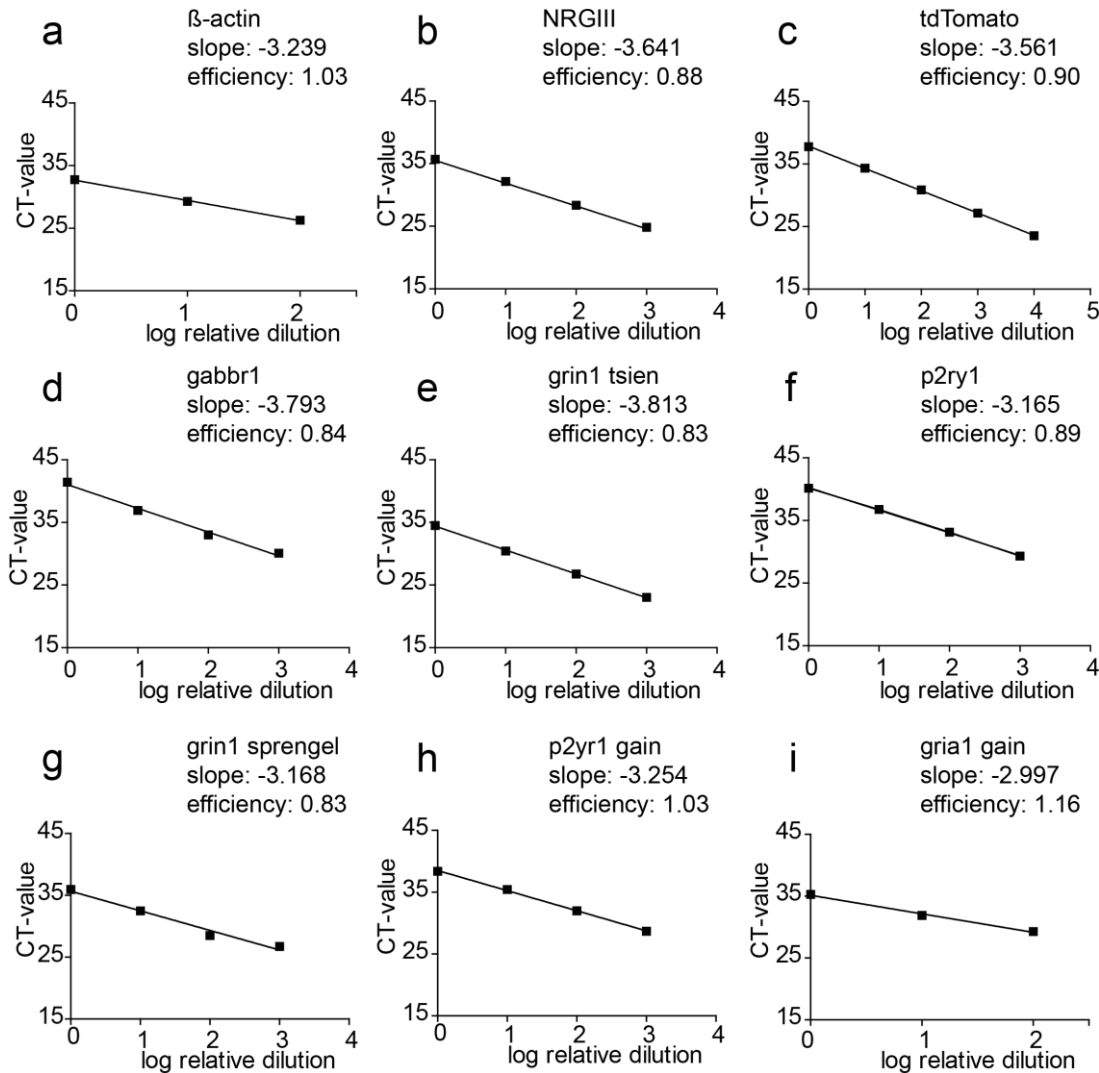 a
ß-actin
slope: -3.239
efficiency: 1.03
45
35
25
15
CT-value
0 1 2
log relative dilution
b
NRGIII
slope: -3.641
efficiency: 0.88
45
35
25
15
CT-value
0 1 2 3 4
log relative dilution
c
tdTomato
slope: -3.561
efficiency: 0.90
45
35
25
15
CT-value
0 1 2 3 4 5
log relative dilution
d
gabbr1
slope: -3.793
efficiency: 0.84
45
35
25
15
CT-value
0 1 2 3 4
log relative dilution
e
grin1 tsien
slope: -3.813
efficiency: 0.83
45
35
25
15
CT-value
0 1 2 3 4
log relative dilution
f
p2ry1
slope: -3.165
efficiency: 0.89
45
35
25
15
CT-value
0 1 2 3 4
log relative dilution
g
grin1 sprengel
slope: -3.168
efficiency: 0.83
45
35
25
15
CT-value
0 1 2 3 4
log relative dilution
h
p2yr1 gain
slope: -3.254
efficiency: 1.03
45
35
25
15
CT-value
0 1 2 3 4
log relative dilution
i
gria1 gain
slope: -2.997
efficiency: 1.16
45
35
25
15
CT-value
0 1 2
log relative dilution